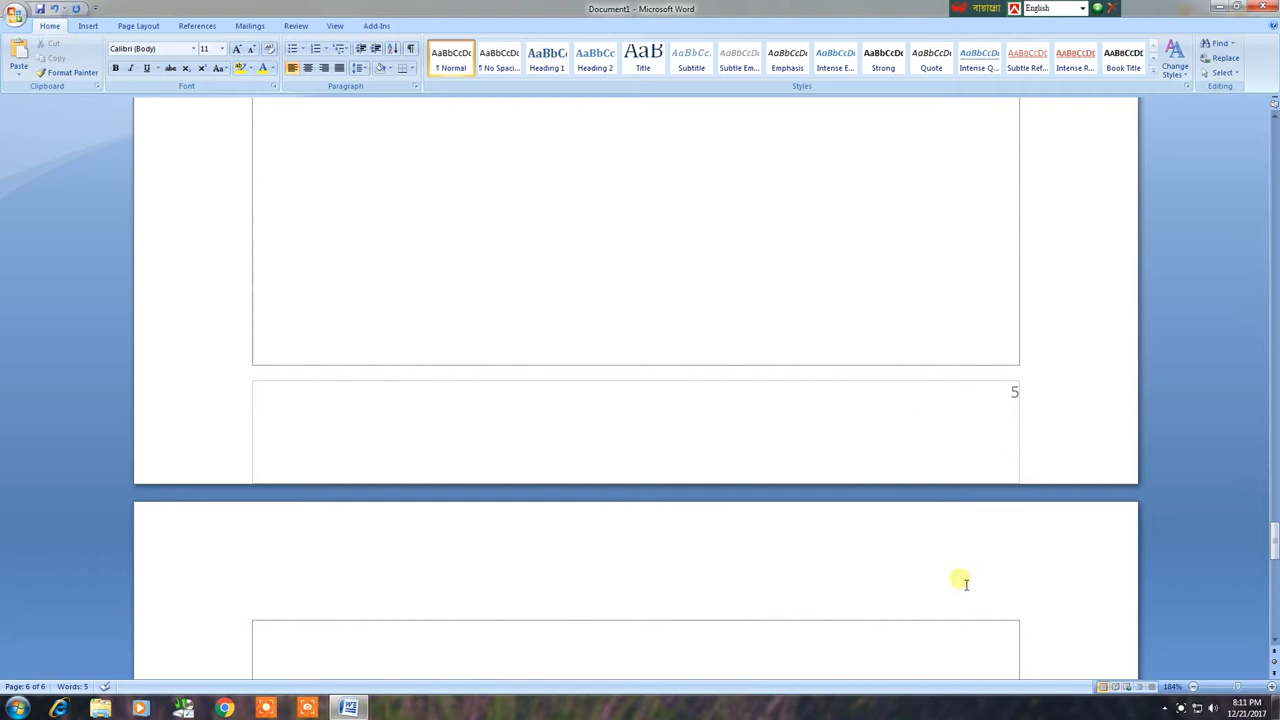 Document1 - Microsoft Word
বায়ান্নো
English
Home Insert Page Layout References Mailings Review View Add-Ins
Paste
Cut
Copy
Format Painter
Clipboard
Calibri (Body) 11
Font
Paragraph
AaBbCcDc AaBbCcDc AaBbC AaBbCc AaB AaBbCc. AaBbCcDc AaBbCcDc AaBbCcDc AaBbCcDc AaBbCcDc AaBbCcDc AABBCCDC AABBCCDC AaBbCcDc
¶ Normal ¶ No Spaci... Heading 1 Heading 2 Title Subtitle Subtle Em... Emphasis Intense E... Strong Quote Intense Q... Subtle Ref... Intense R... Book Title
Change Styles
Styles
Find
Replace
Select
Editing
5
Page: 6 of 6 Words: 5
184%
8:11 PM
12/21/2017